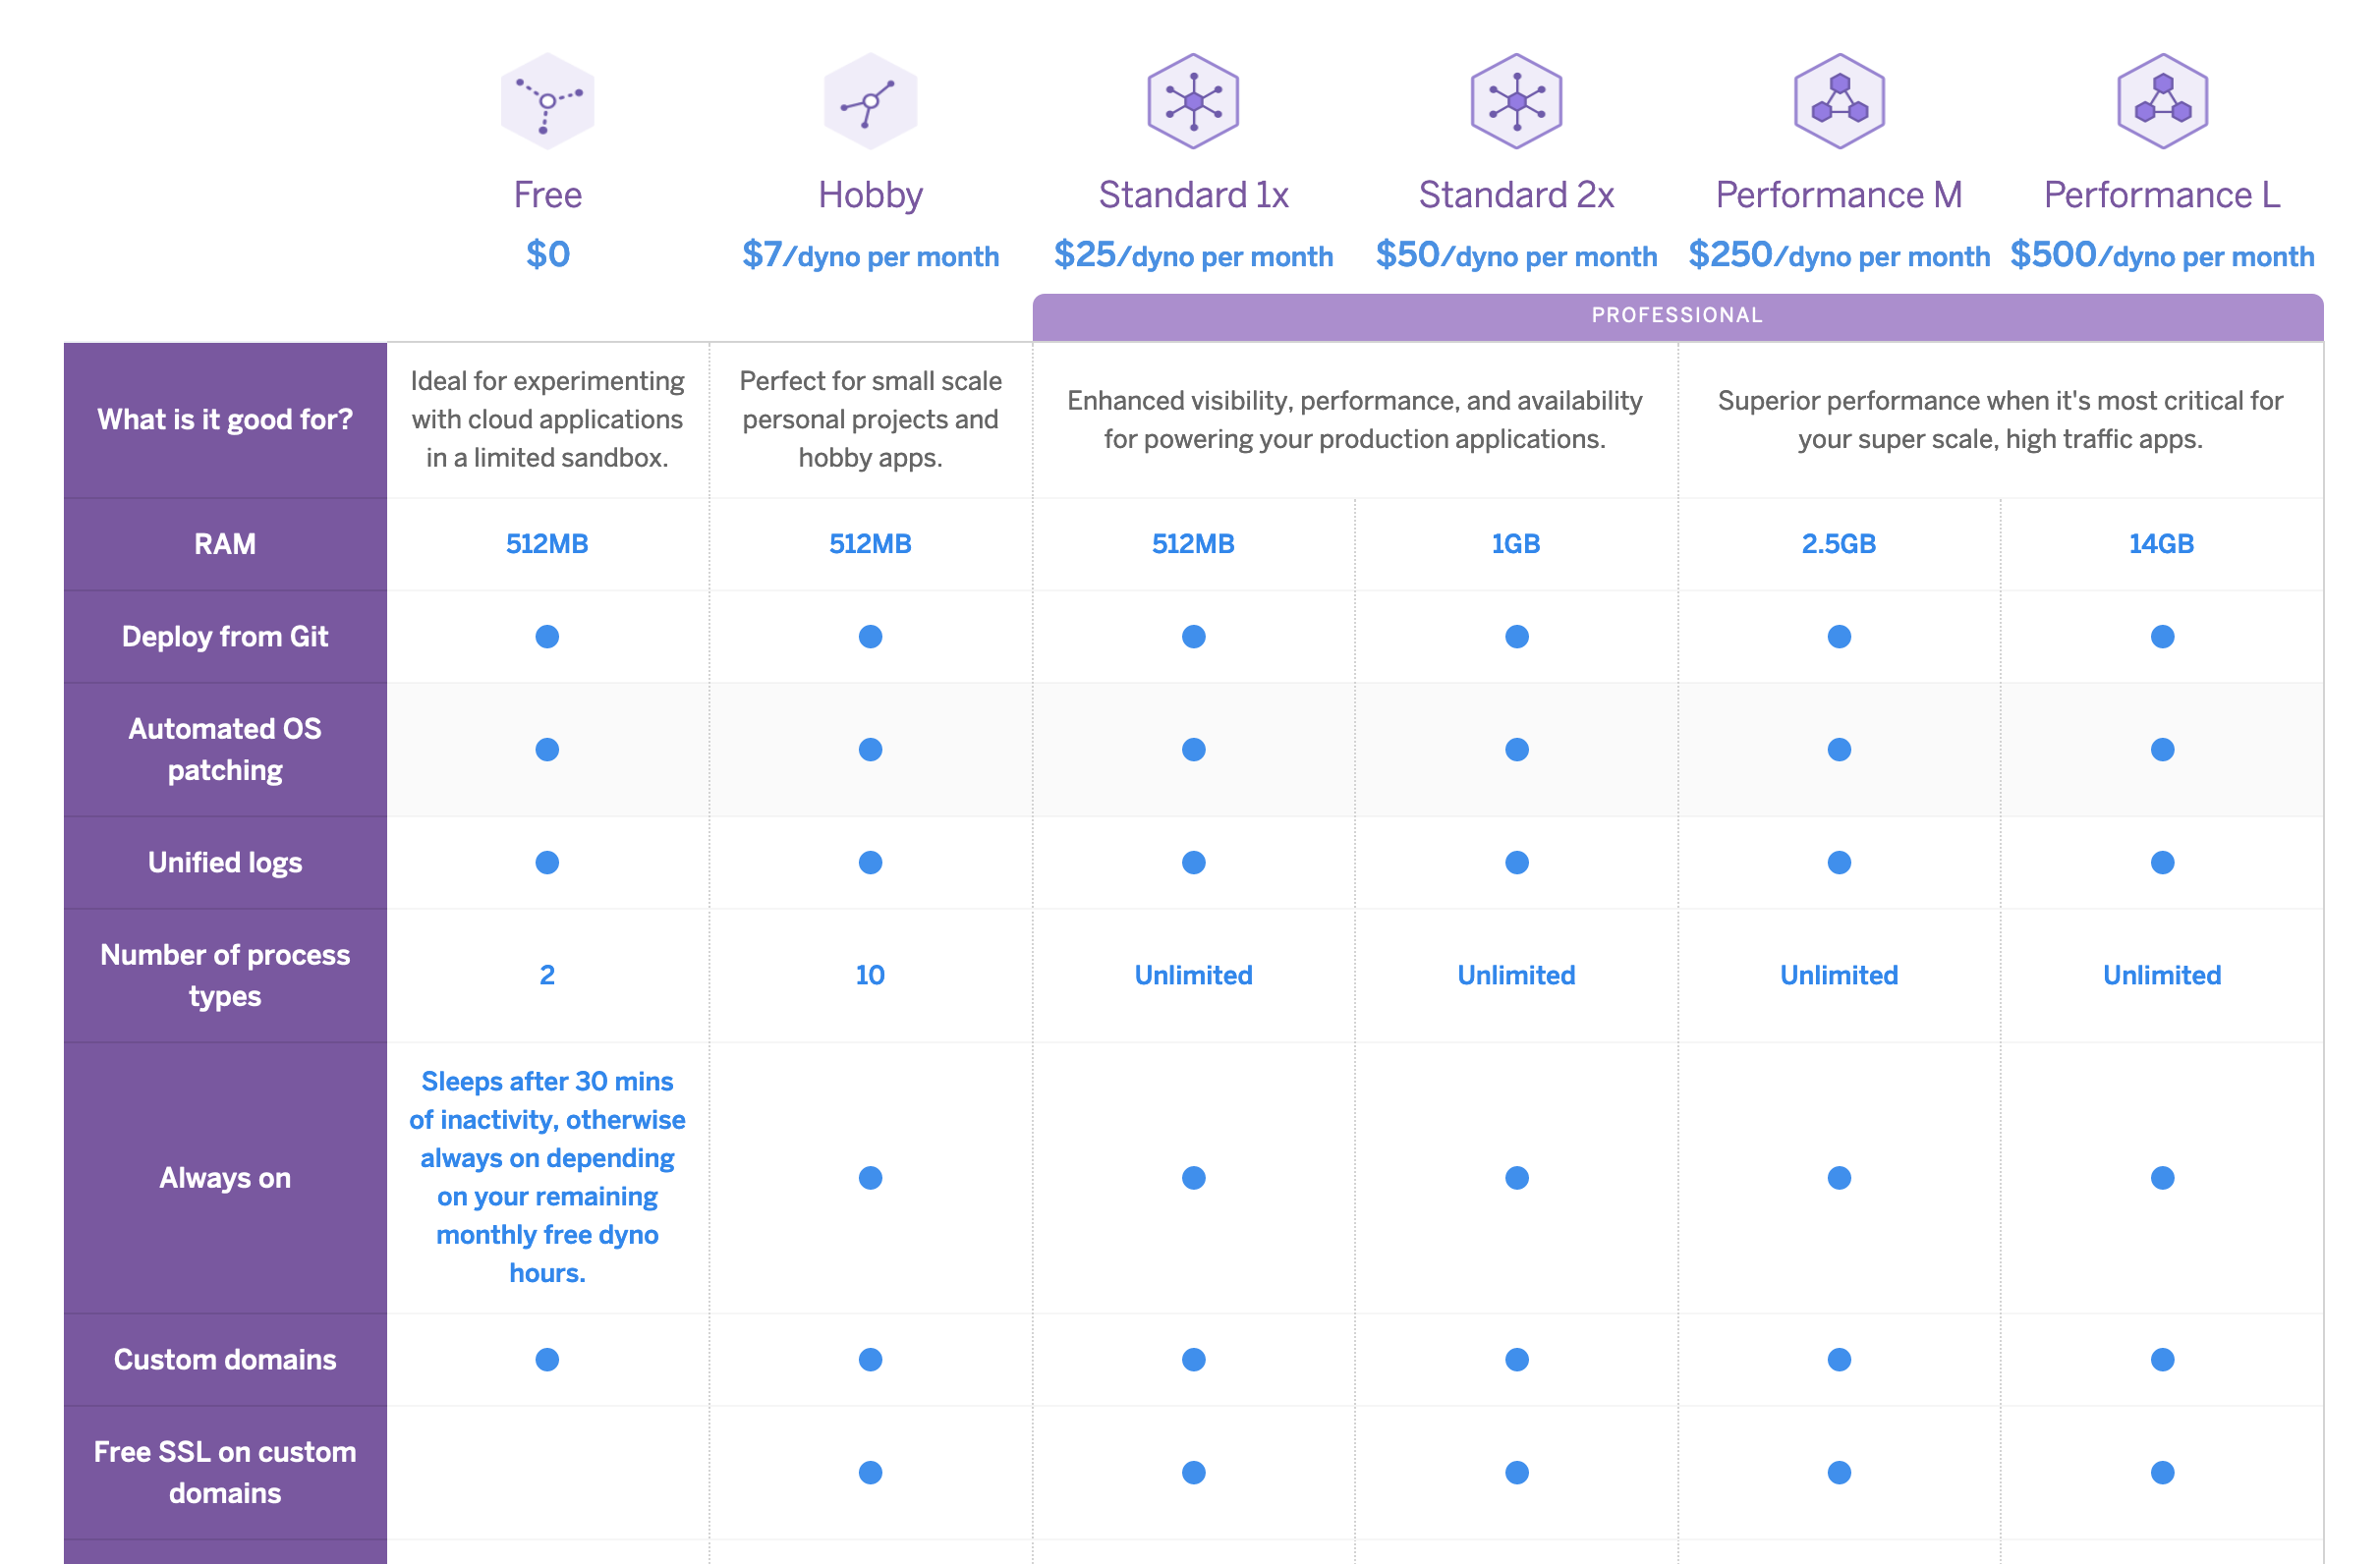 Free
Hobby
Standard 1x
Standard 2x
Performance M
Performance L
$0
$7/dyno per month
$25/dyno per month
$50/dyno per month
$250/dyno per month
$500/dyno per month
PROFESSIONAL
What is it good for?
Ideal for experimenting
with cloud applications
in a limited sandbox.
Perfect for small scale
personal projects and
hobby apps.
Enhanced visibility, performance, and availability
for powering your production applications.
Superior performance when it's most critical for
your super scale, high traffic apps.
RAM
512MB
512MB
512MB
1GB
2.5GB
14GB
Deploy from Git
Automated OS
patching
Unified logs
Number of process
types
2
10
Unlimited
Unlimited
Unlimited
Unlimited
Always on
Sleeps after 30 mins
of inactivity, otherwise
always on depending
on your remaining
monthly free dyno
hours.
Custom domains
Free SSL on custom
domains